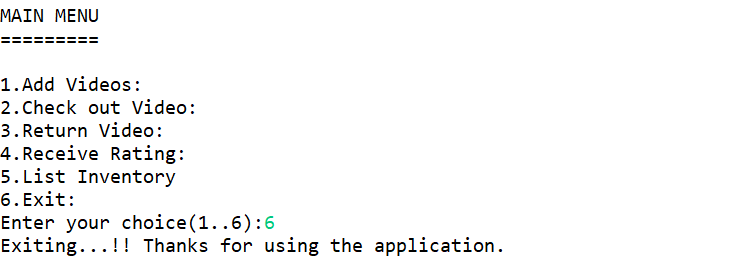 MAIN MENU
=========
1.Add Videos:
2.Check out Video:
3.Return Video:
4.Receive Rating:
5.List Inventory
6.Exit:
Enter your choice(1..6):6
Exiting...!! Thanks for using the application.